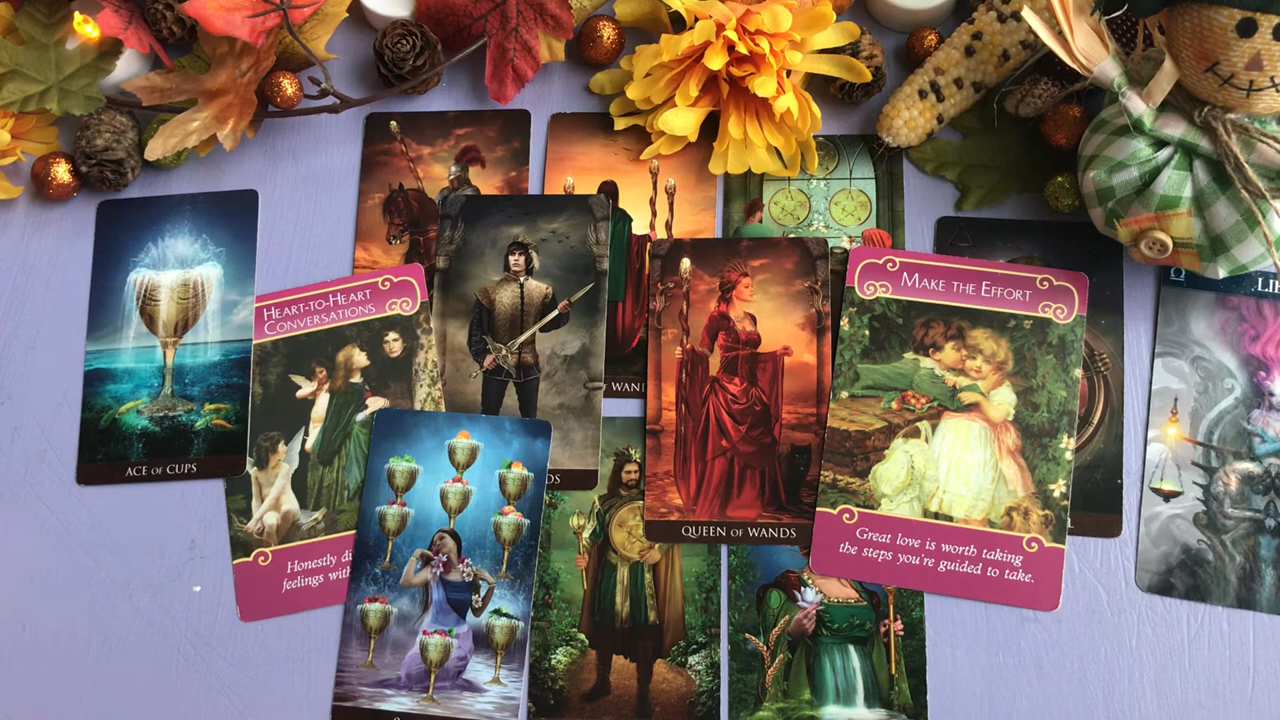 ACE OF CUPS
HEART-TO-HEART
CONVERSATIONS
Honestly
feelings with
QUEEN OF WANDS
MAKE THE EFFORT
Great love is worth taking
the steps you're guided to take.